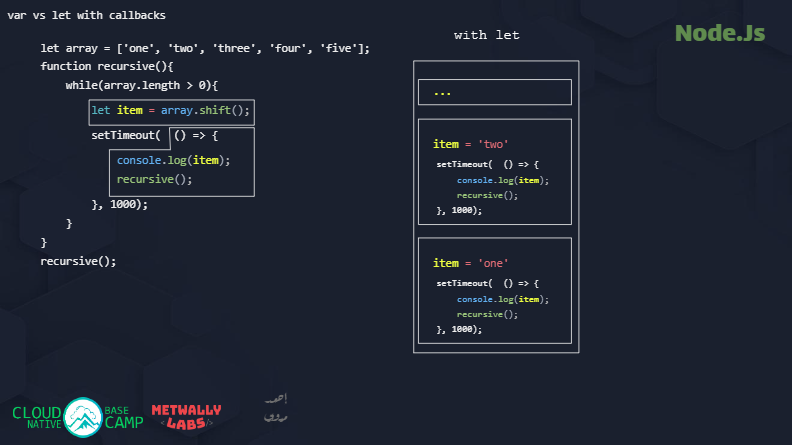 var vs let with callbacks
Node.Js
let array = ['one', 'two', 'three', 'four', 'five'];
function recursive(){
while(array.length > 0){
let item = array.shift();
setTimeout( () => {
console.log(item);
recursive();
}, 1000);
}
}
recursive();
with let
...
item = 'two'
setTimeout( () => {
console.log(item);
recursive();
}, 1000);
item = 'one'
setTimeout( () => {
console.log(item);
recursive();
}, 1000);
CLOUD NATIVE
BASE CAMP
METWALLY
<LABS/>
أحمد